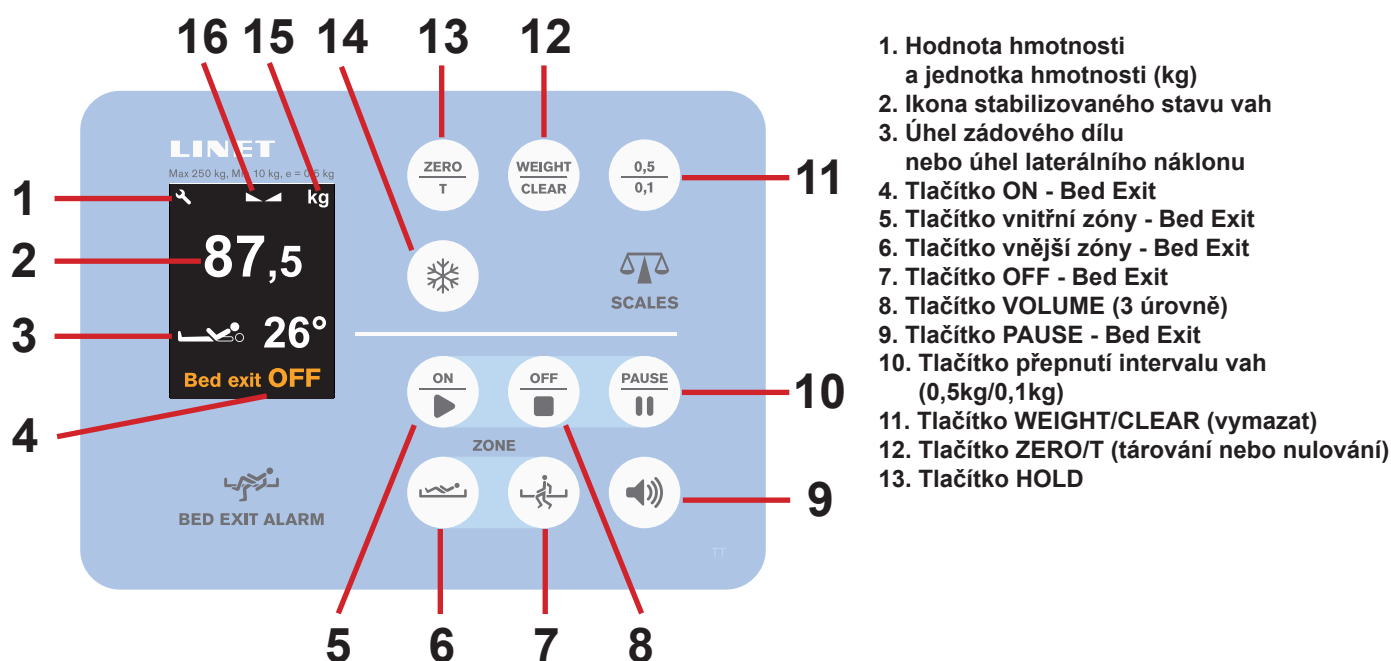 16 15 14 13 12
1
2
3
4
5 6 7 8
9
10
11
LINET
Max 250 kg, Min 10 kg, e = 0,5 kg
kg
87,5
26°
Bed exit OFF
BED EXIT ALARM
ZERO
T
WEIGHT
CLEAR
0,5
0,1
SCALES
ON
OFF
PAUSE
ZONE
TT
1. Hodnota hmotnosti
a jednotka hmotnosti (kg)
2. Ikona stabilizovaného stavu vah
3. Úhel zádového dílu
nebo úhel laterálního náklonu
4. Tlačítko ON - Bed Exit
5. Tlačítko vnitřní zóny - Bed Exit
6. Tlačítko vnější zóny - Bed Exit
7. Tlačítko OFF - Bed Exit
8. Tlačítko VOLUME (3 úrovně)
9. Tlačítko PAUSE - Bed Exit
10. Tlačítko přepnutí intervalu vah
(0,5kg/0,1kg)
11. Tlačítko WEIGHT/CLEAR (vymazat)
12. Tlačítko ZERO/T (tárování nebo nulování)
13. Tlačítko HOLD